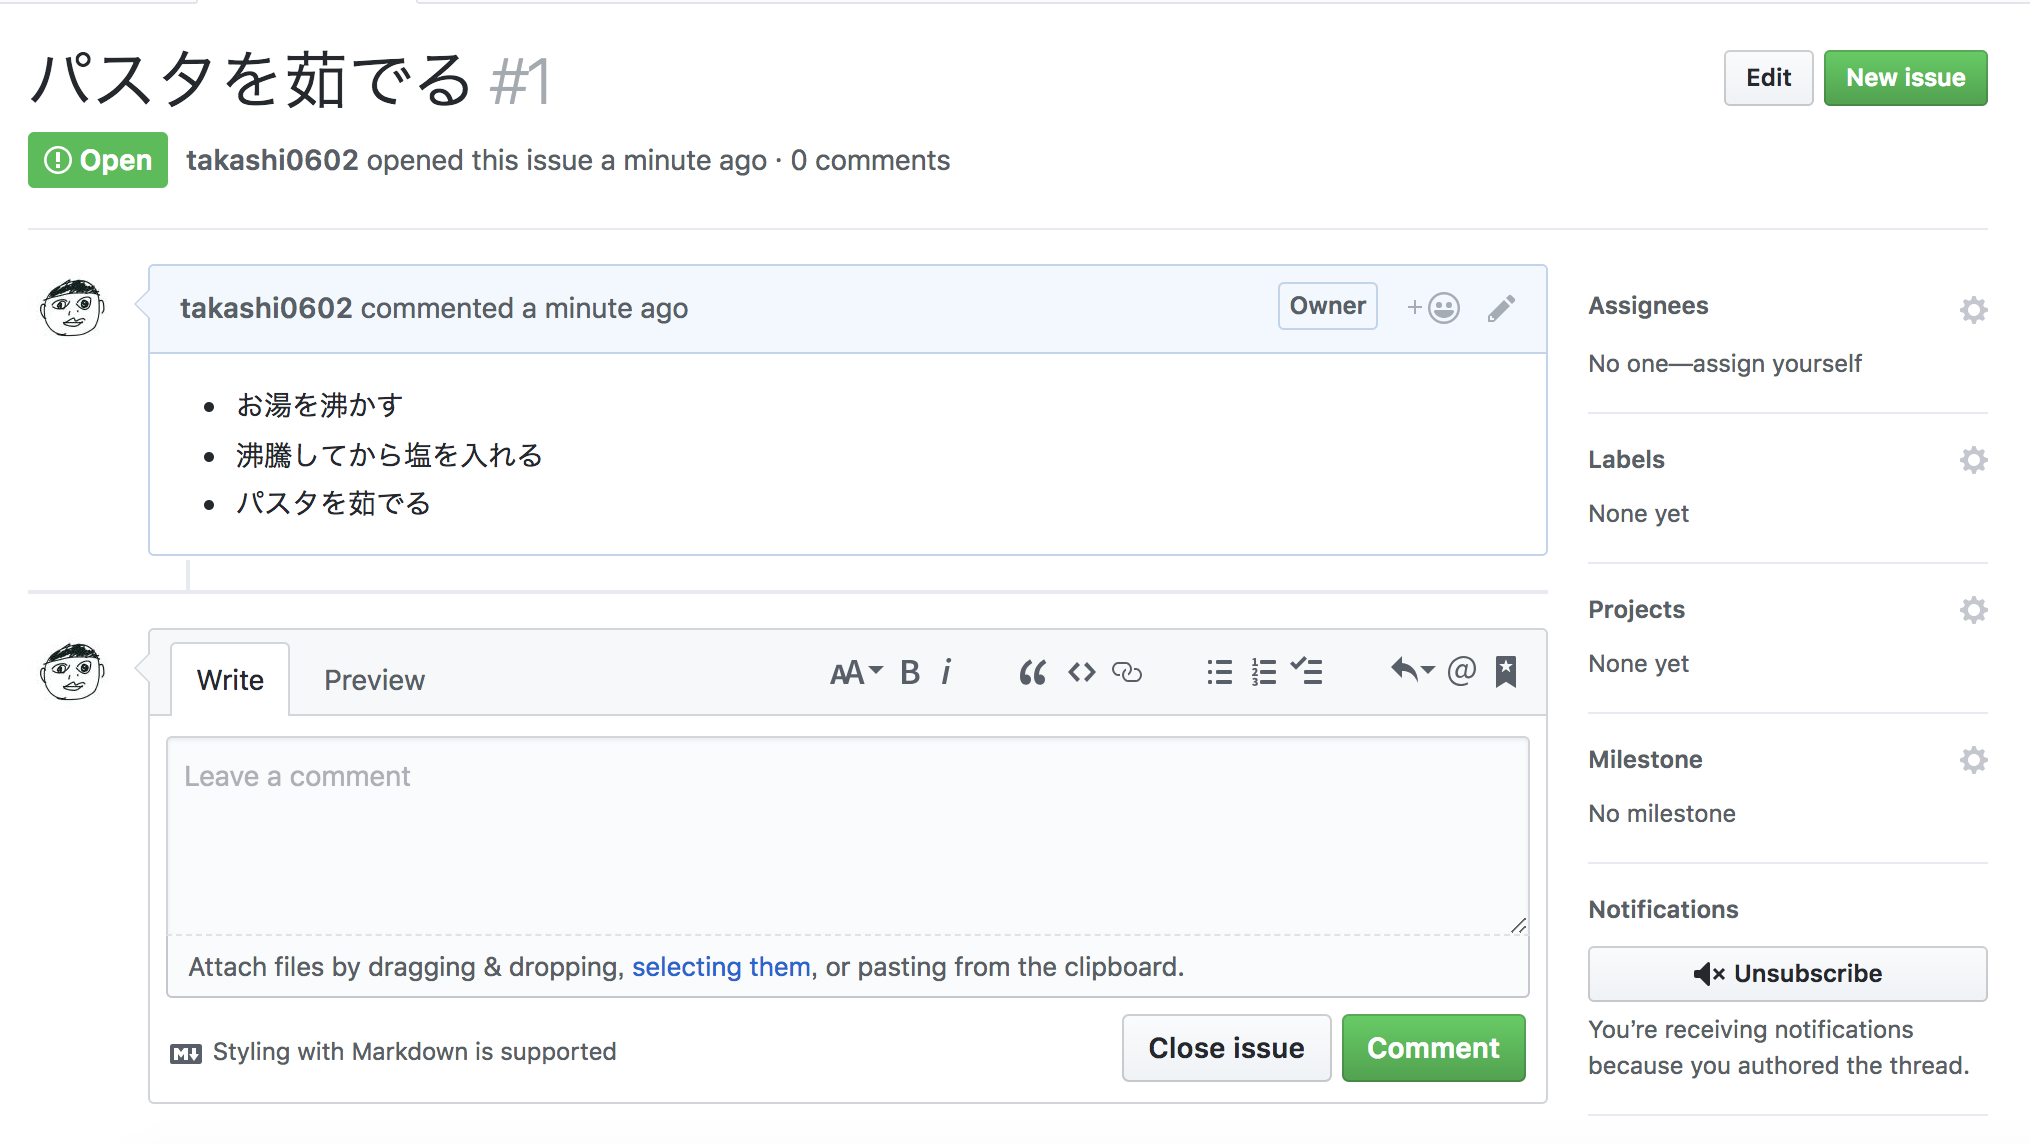 パスタを茹でる #1
Edit
New issue
Open
takashi0602 opened this issue a minute ago · 0 comments
takashi0602 commented a minute ago
Owner
• お湯を沸かす
• 沸騰してから塩を入れる
• パスタを茹でる
Write
Preview
Leave a comment
Attach files by dragging & dropping, selecting them, or pasting from the clipboard.
Styling with Markdown is supported
Close issue
Comment
Assignees
No one—assign yourself
Labels
None yet
Projects
None yet
Milestone
No milestone
Notifications
Unsubscribe
You’re receiving notifications
because you authored the thread.